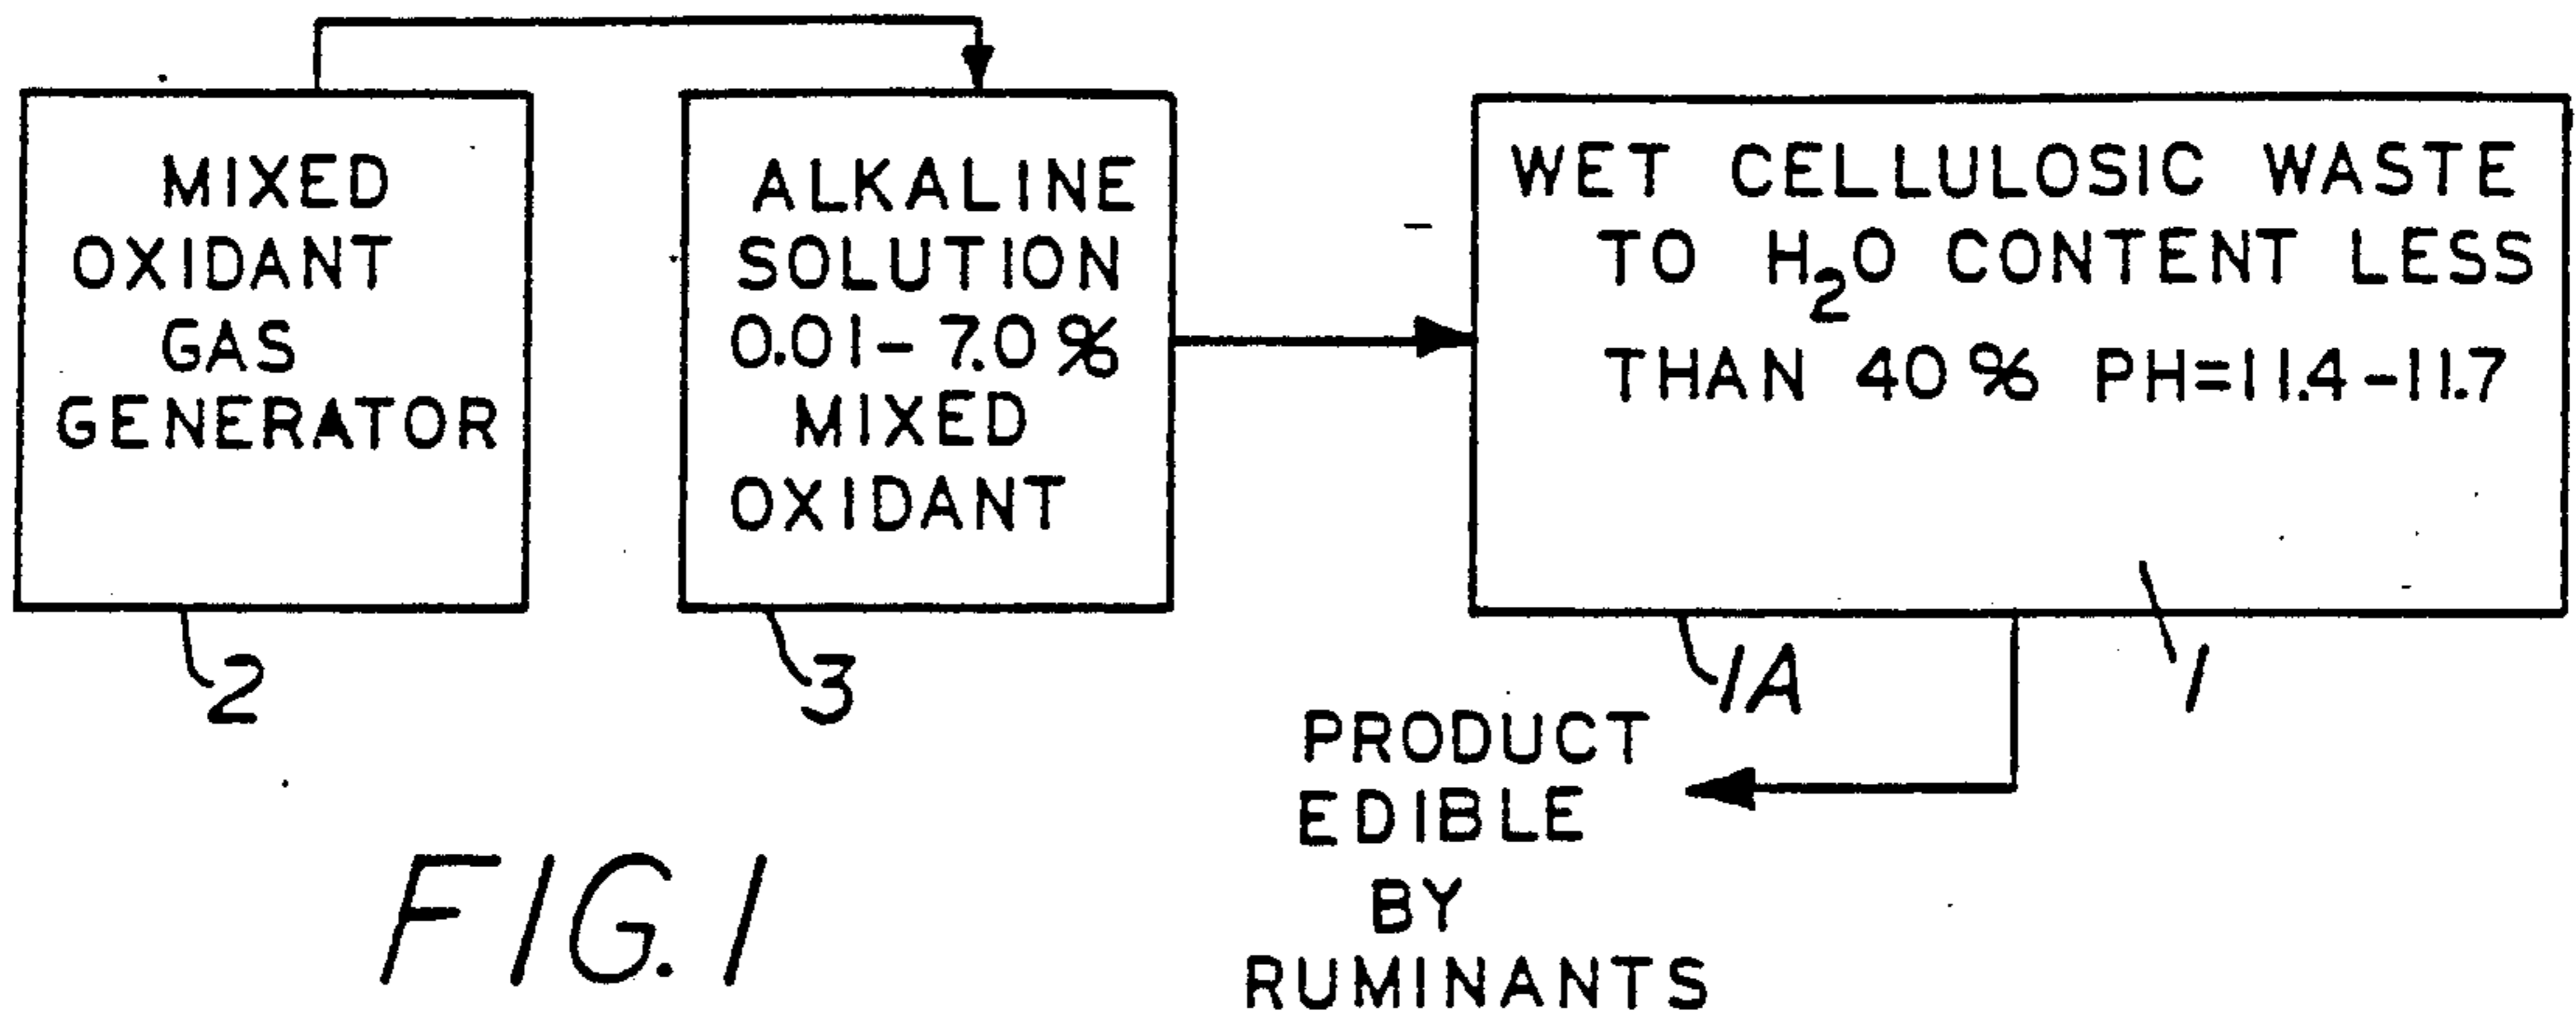 MIXED
OXIDANT
GAS
GENERATOR
2
ALKALINE
SOLUTION
0.01-7.0%
MIXED
OXIDANT
3
WET CELLULOSIC WASTE
TO H₂O CONTENT LESS
THAN 40% PH=11.4-11.7
1A
1
PRODUCT
EDIBLE
BY
RUMINANTS
FIG. 1